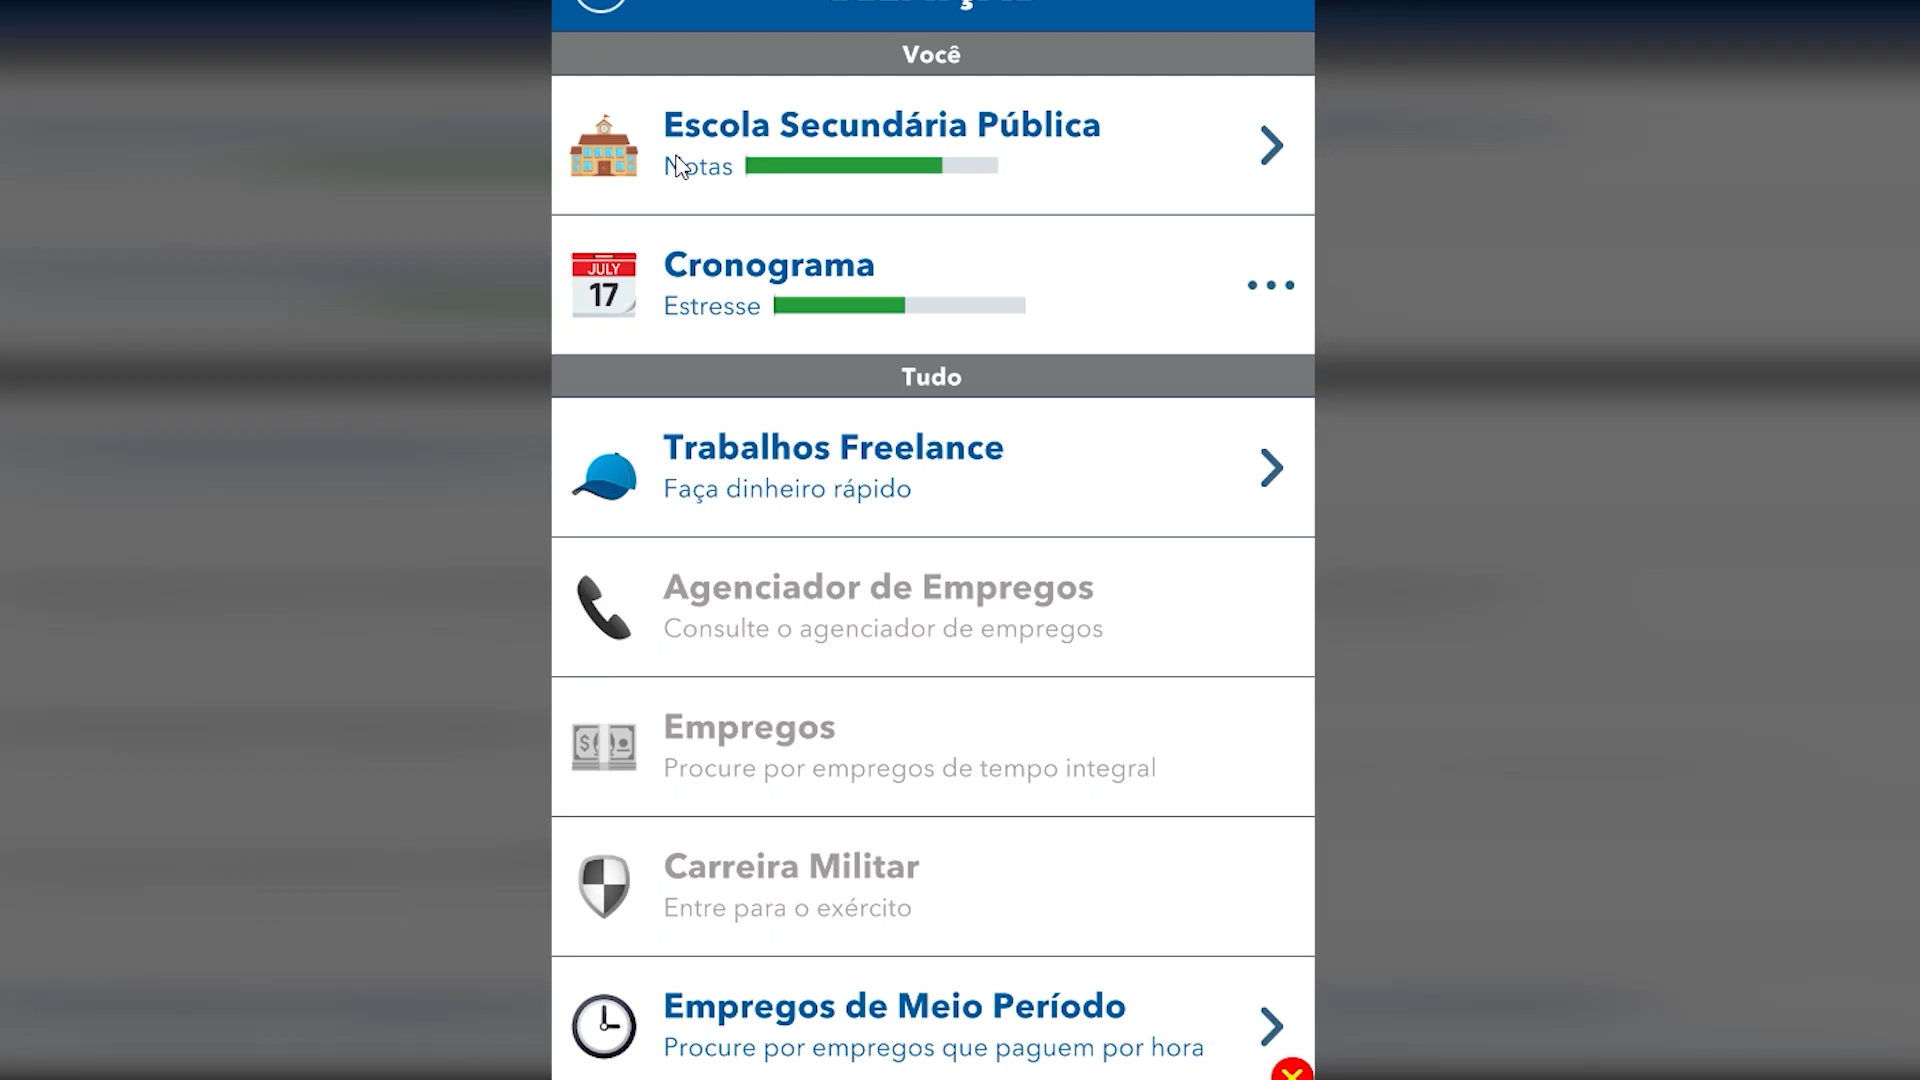 Você
Escola Secundária Pública
Notas
JULY
17
Cronograma
Estresse
Tudo
Trabalhos Freelance
Faça dinheiro rápido
Agenciador de Empregos
Consulte o agenciador de empregos
Empregos
Procure por empregos de tempo integral
Carreira Militar
Entre para o exército
Empregos de Meio Período
Procure por empregos que paguem por hora